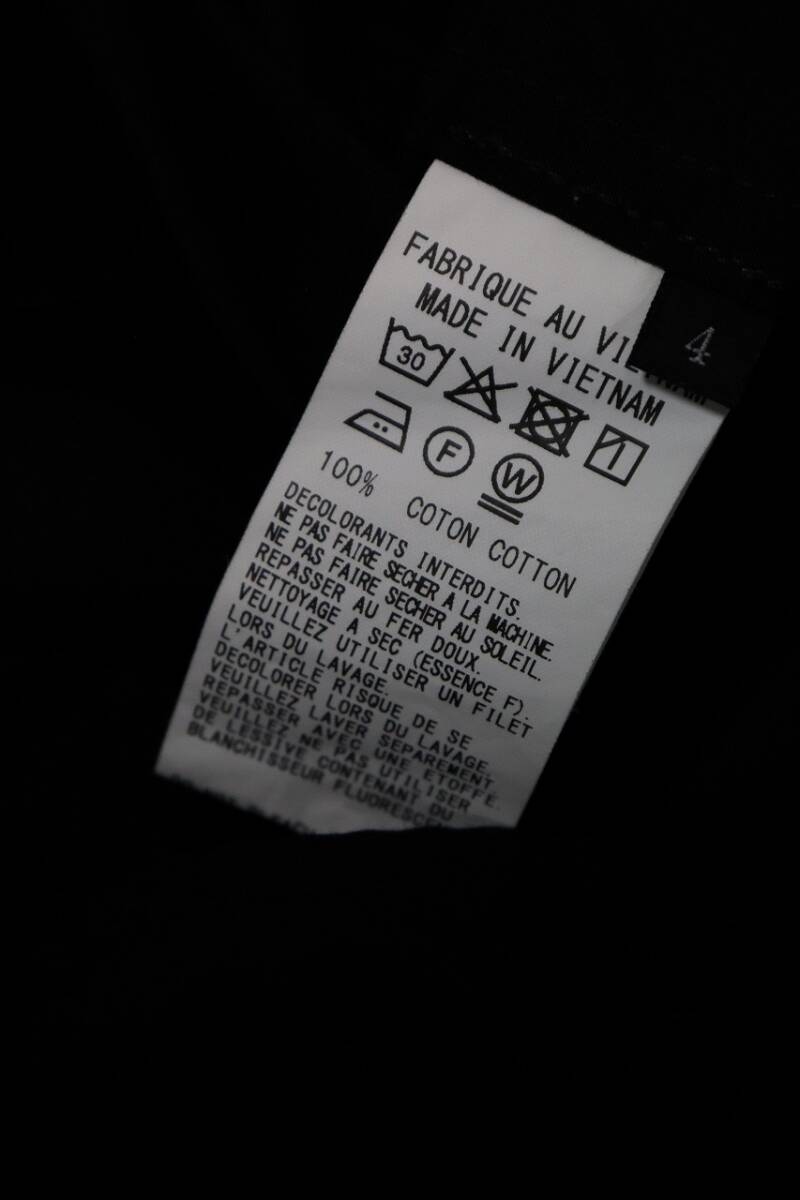 FABRIQUE AU VI
4
MADE IN VIETNAM
30
F
W
100% COTON COTTON
DECOLORANTS INTERDITS.
NE PAS FAIRE SECHER A LA MACHINE.
NE PAS FAIRE SECHER AU SOLEIL.
REPASSER AU FER DOUX.
NETTOYAGE A SEC (ESSENCE F).
VEUILLEZ UTILISER UN FILET
LORS DU LAVAGE.
L'ARTICLE RISQUE DE SE
DECOLORER LORS DU LAVAGE.
VEUILLEZ LAVER SEPAREMENT.
REPASSER AVEC UNE ETOFFE.
VEUILLEZ NE PAS UTILISER
DE LESSIVE CONTENANT DU
BLANCHISSEUR FLUORESCE